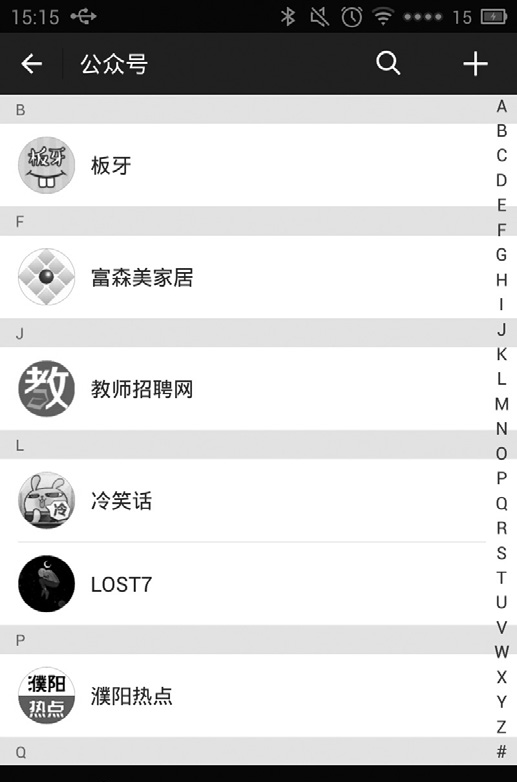 15:15
15
公众号
B
板牙
板牙
F
富森美家居
J
教
教师招聘网
L
冷
冷笑话
LOST7
P
濮阳
热点
濮阳热点
Q
A
B
C
D
E
F
G
H
I
J
K
L
M
N
O
P
Q
R
S
T
U
V
W
X
Y
Z
#